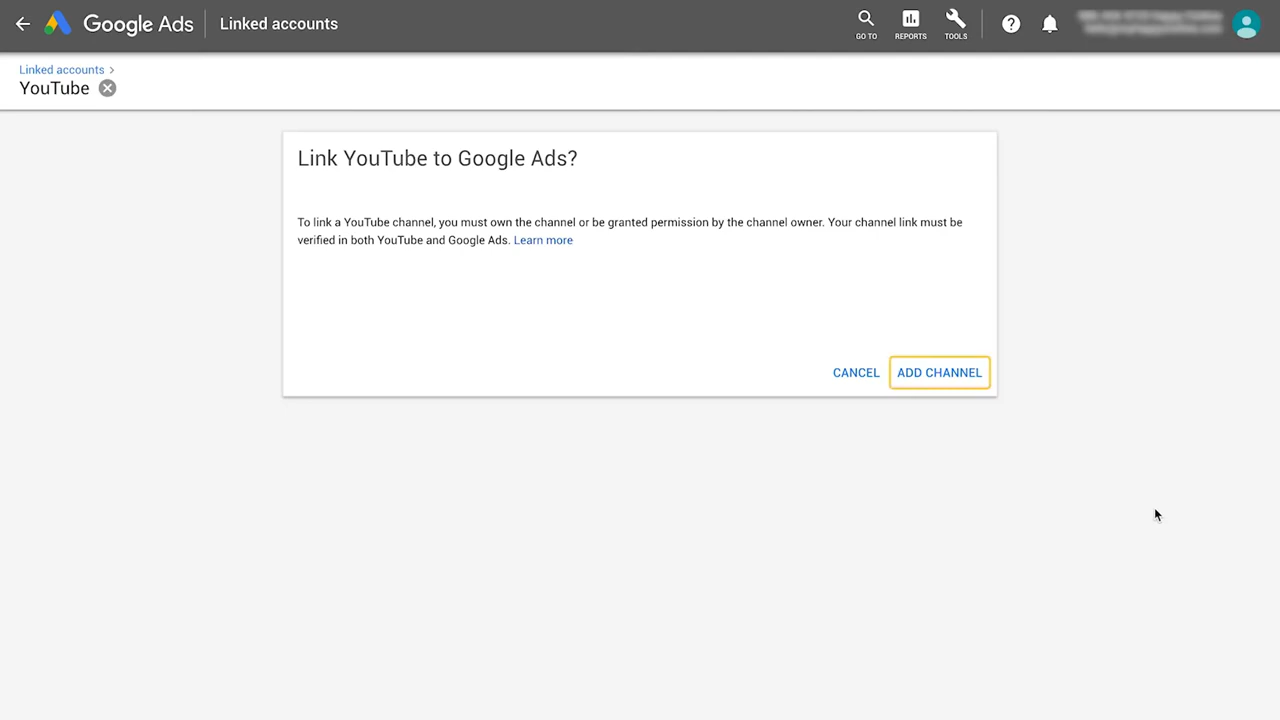 Google Ads
Linked accounts
GO TO
REPORTS
TOOLS
Linked accounts >
YouTube
Link YouTube to Google Ads?
To link a YouTube channel, you must own the channel or be granted permission by the channel owner. Your channel link must be
verified in both YouTube and Google Ads. Learn more
CANCEL
ADD CHANNEL